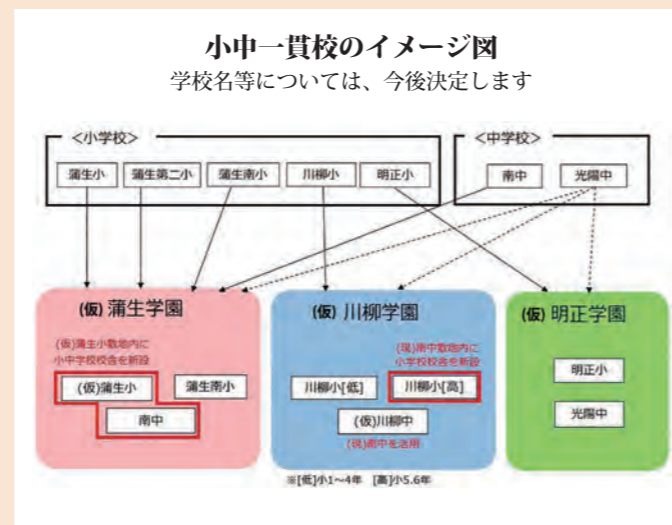 小中一貫校のイメージ図
学校名等については、今後決定します
<小学校>
<中学校>
蒲生小
蒲生第二小
蒲生南小
川柳小
明正小
南中
光陽中
(仮) 蒲生学園
(仮) 川柳学園
(仮) 明正学園
(仮)蒲生小敷地内に
小中学校校舎を新設
(仮)蒲生小
蒲生南小
南中
(現)南中敷地内に
小学校校舎を新設
川柳小[低]
川柳小[高]
(仮)川柳中
(現)南中を活用
明正小
光陽中
※[低]小1～4年 [高]小5.6年